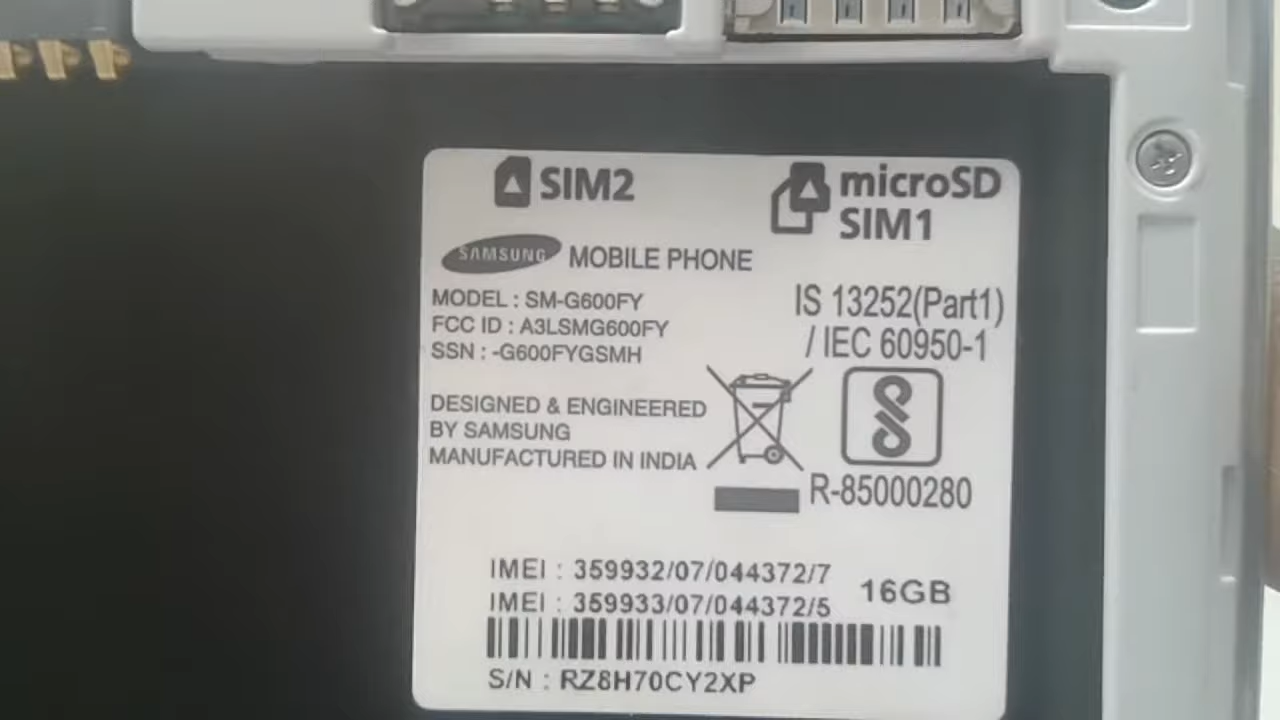 SIM2
microSD
SIM1
SAMSUNG MOBILE PHONE
MODEL : SM-G600FY
FCC ID : A3LSMG600FY
SSN : -G600FYGSMH
IS 13252(Part1)
/ IEC 60950-1
DESIGNED & ENGINEERED
BY SAMSUNG
MANUFACTURED IN INDIA
R-85000280
IMEI : 359932/07/044372/7
IMEI : 359933/07/044372/5
16GB
S/N : RZ8H70CY2XP